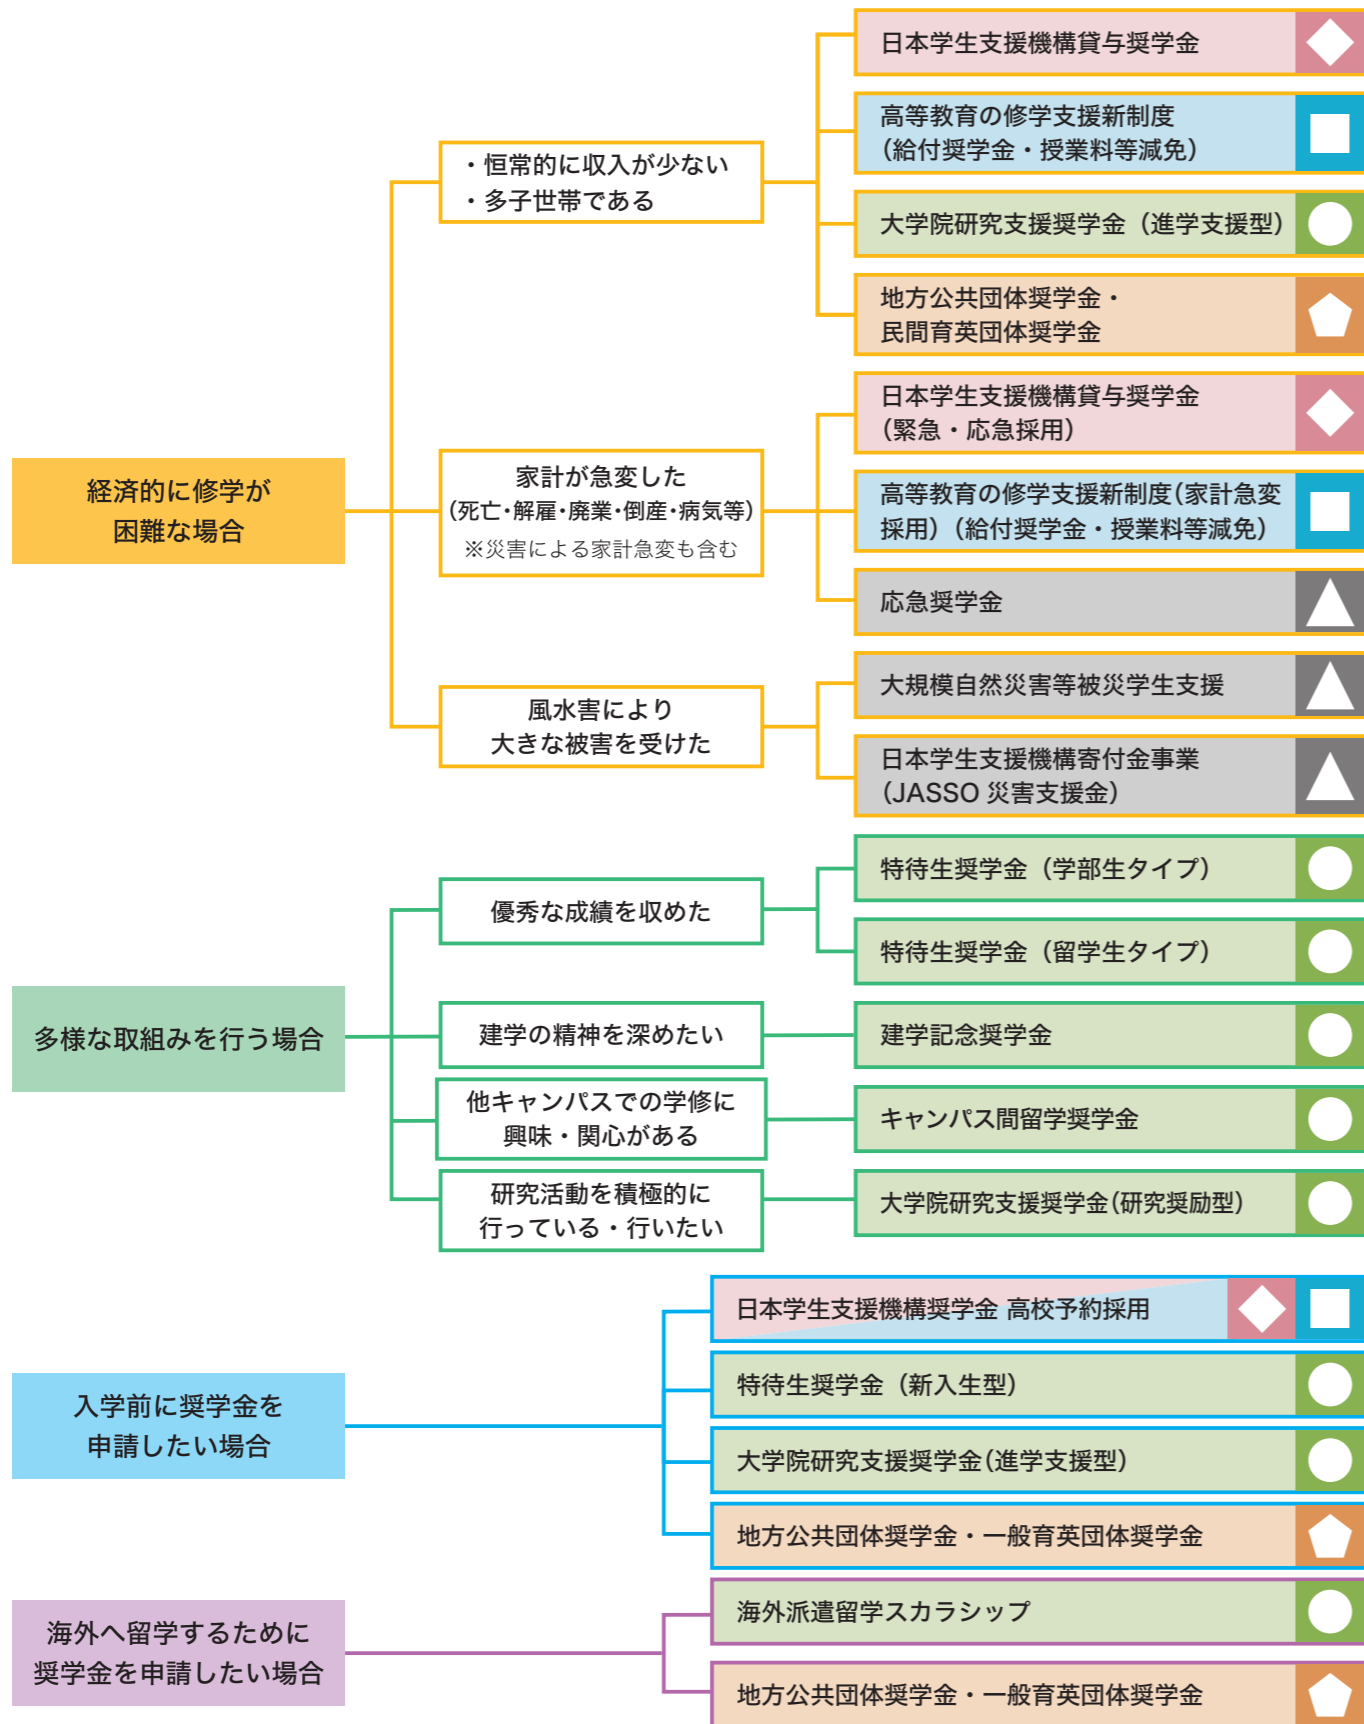 経済的に修学が
困難な場合
・恒常的に収入が少ない
・多子世帯である
日本学生支援機構貸与奨学金
高等教育の修学支援新制度
（給付奨学金・授業料等減免）
大学院研究支援奨学金（進学支援型）
地方公共団体奨学金・
民間育英団体奨学金
家計が急変した
（死亡・解雇・廃業・倒産・病気等）
※災害による家計急変も含む
日本学生支援機構貸与奨学金
（緊急・応急採用）
高等教育の修学支援新制度（家計急変
採用）（給付奨学金・授業料等減免）
応急奨学金
風水害により
大きな被害を受けた
大規模自然災害等被災学生支援
日本学生支援機構寄付金事業
（JASSO 災害支援金）
多様な取組みを行う場合
優秀な成績を収めた
特待生奨学金（学部生タイプ）
特待生奨学金（留学生タイプ）
建学の精神を深めたい
建学記念奨学金
他キャンパスでの学修に
興味・関心がある
キャンパス間留学奨学金
研究活動を積極的に
行っている・行いたい
大学院研究支援奨学金（研究奨励型）
入学前に奨学金を
申請したい場合
日本学生支援機構奨学金 高校予約採用
特待生奨学金（新入生型）
大学院研究支援奨学金（進学支援型）
地方公共団体奨学金・一般育英団体奨学金
海外へ留学するために
奨学金を申請したい場合
海外派遣留学スカラシップ
地方公共団体奨学金・一般育英団体奨学金